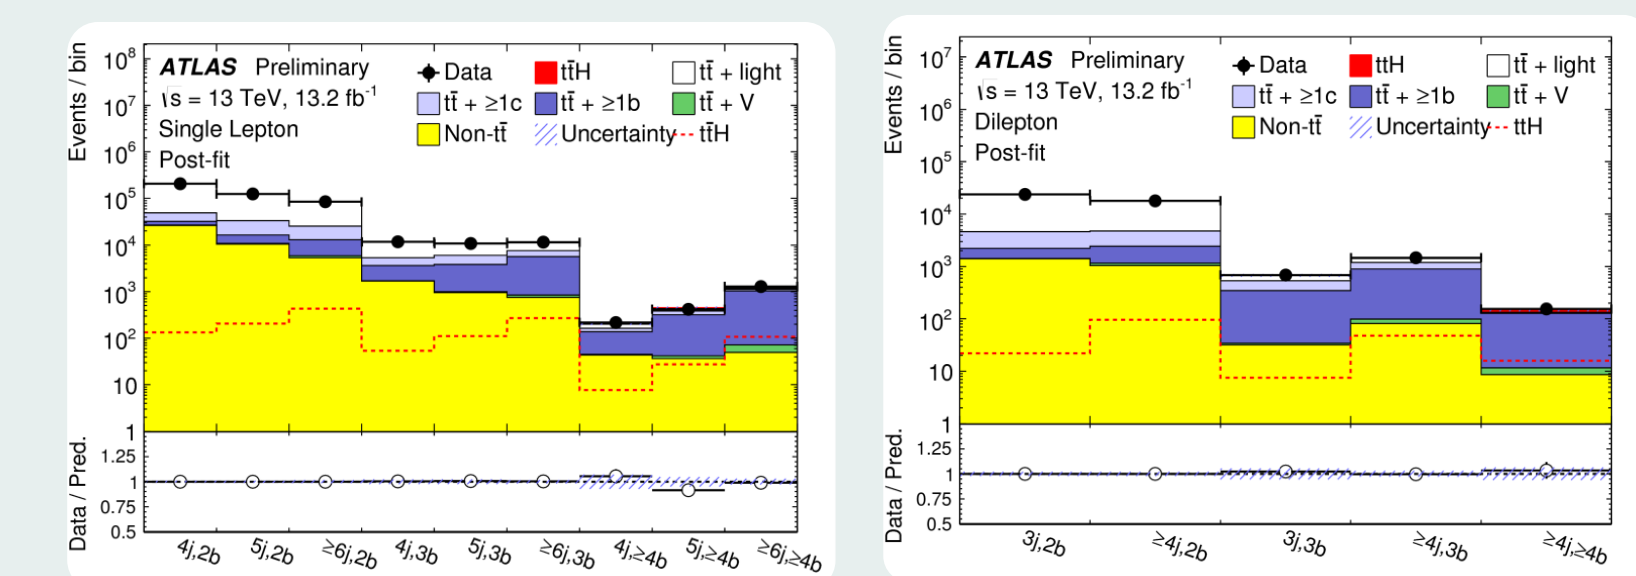 Events / bin
10⁸
10⁷
10⁶
10⁵
10⁴
10³
10²
10
1
ATLAS Preliminary
√s = 13 TeV, 13.2 fb⁻¹
Single Lepton
Post-fit
Data
tt̄H
tt̄ + light
tt̄ + ≥1c
tt̄ + ≥1b
tt̄ + V
Non-tt̄
Uncertainty
tt̄H
Data / Pred.
1.25
1
0.75
0.5
4j,2b
5j,2b
≥6j,2b
4j,3b
5j,3b
≥6j,3b
4j,≥4b
5j,≥4b
≥6j,≥4b
Events / bin
10⁷
10⁶
10⁵
10⁴
10³
10²
10
1
ATLAS Preliminary
√s = 13 TeV, 13.2 fb⁻¹
Dilepton
Post-fit
Data
ttH
tt̄ + light
tt̄ + ≥1c
tt̄ + ≥1b
tt̄ + V
Non-tt̄
Uncertainty
ttH
Data / Pred.
1.25
1
0.75
0.5
3j,2b
≥4j,2b
3j,3b
≥4j,3b
≥4j,≥4b